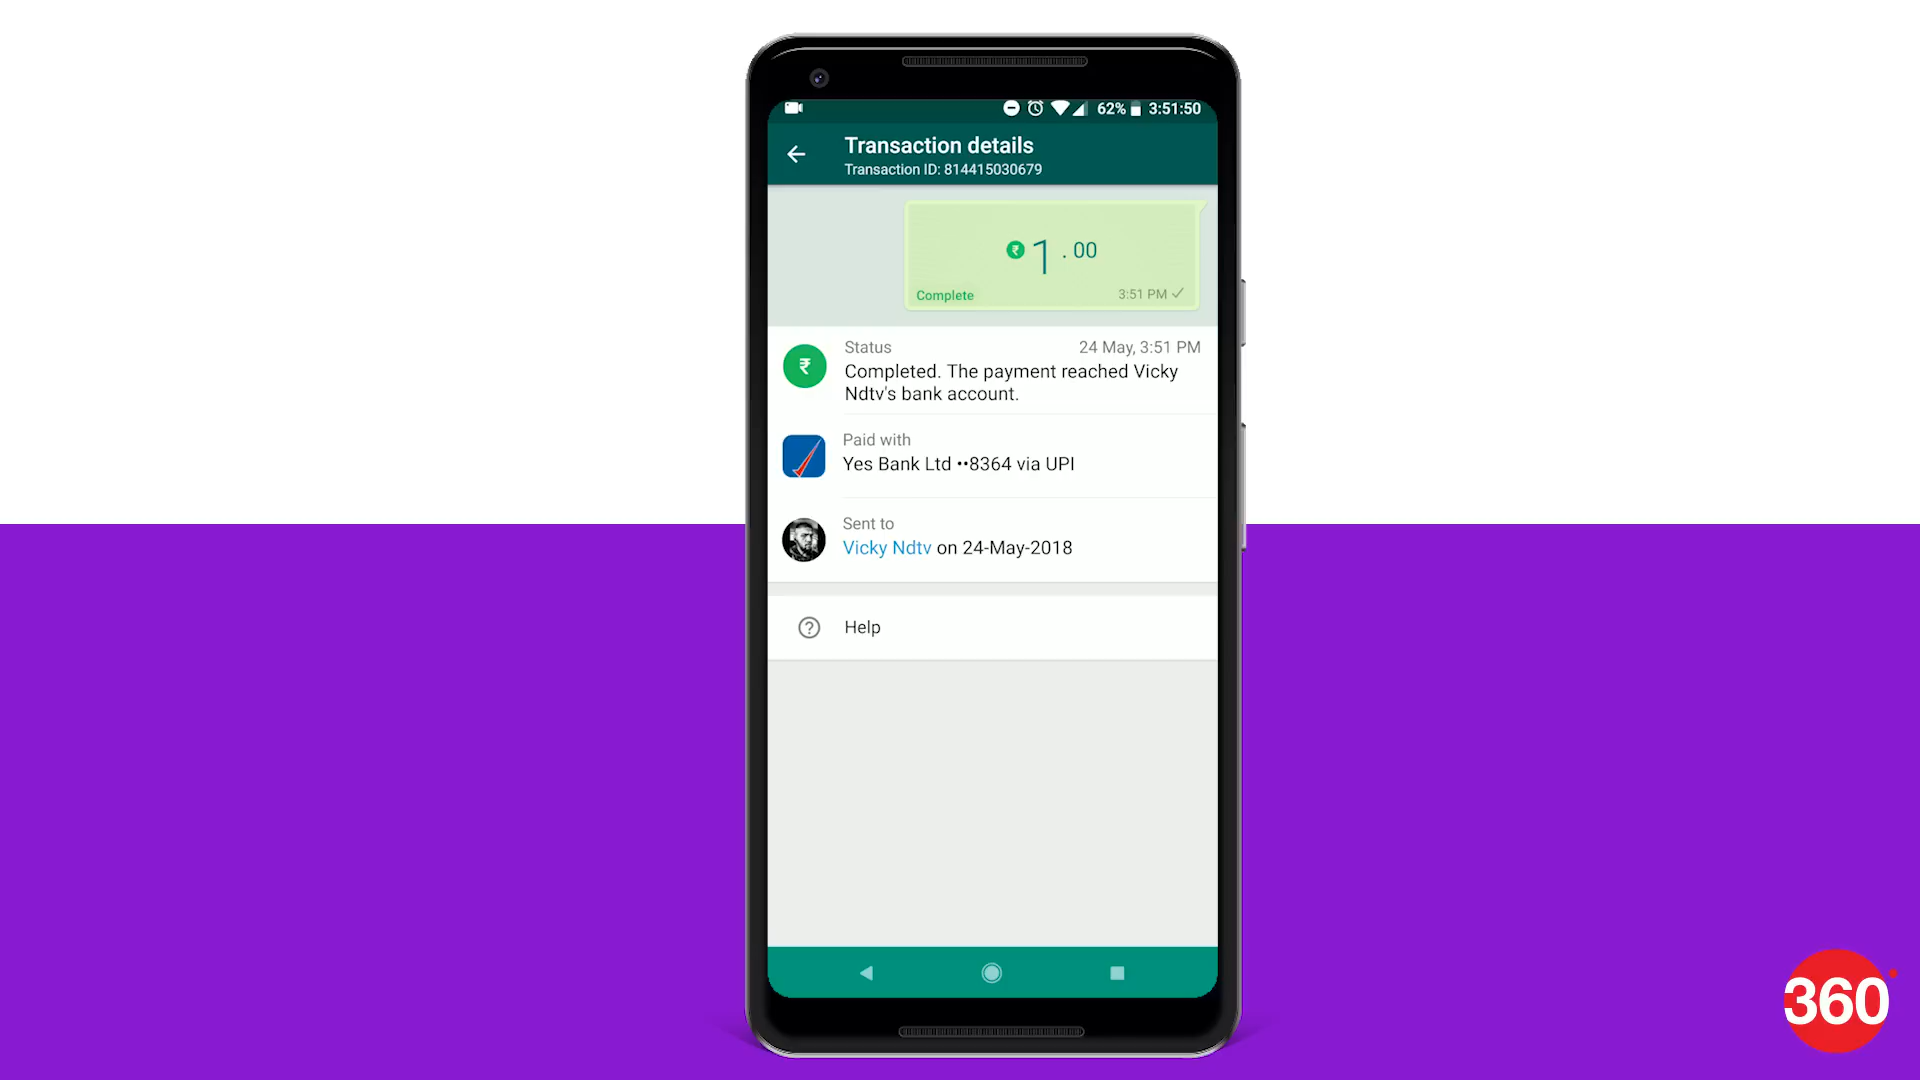 62% 3:51:50
Transaction details
Transaction ID: 814415030679
₹ 1 . 00
Complete 3:51 PM
Status 24 May, 3:51 PM
₹
Completed. The payment reached Vicky
Ndtv's bank account.
Paid with
Yes Bank Ltd ••8364 via UPI
Sent to
Vicky Ndtv on 24-May-2018
? Help
360